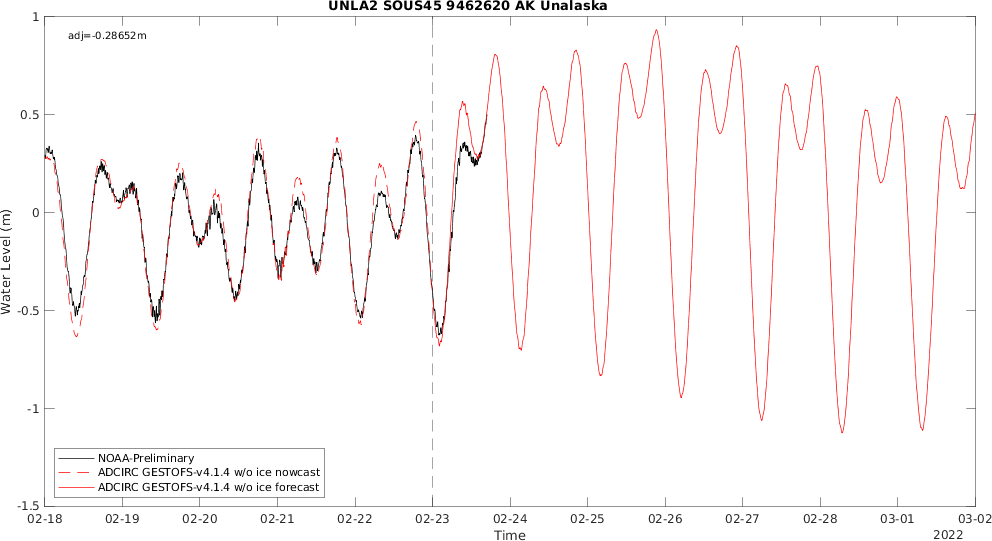 UNLA2 SOUS45 9462620 AK Unalaska
adj=-0.28652m
1
0.5
0
-0.5
-1
-1.5
Water Level (m)
NOAA-Preliminary
ADCIRC GESTOFS-v4.1.4 w/o ice nowcast
ADCIRC GESTOFS-v4.1.4 w/o ice forecast
02-18 02-19 02-20 02-21 02-22 02-23 02-24 02-25 02-26 02-27 02-28 03-01 03-02
Time
2022